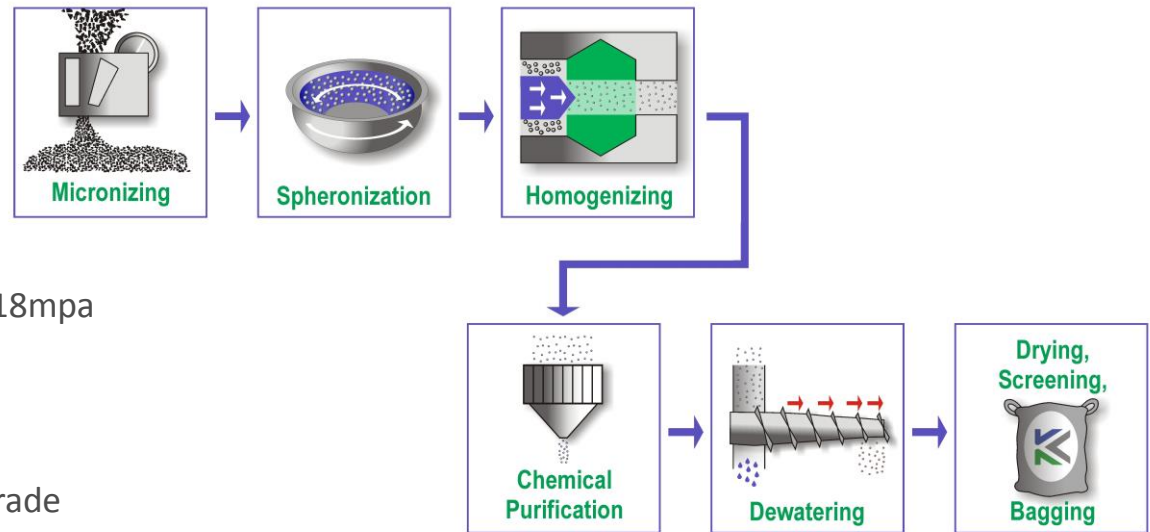 Micronizing
Spheronization
Homogenizing
18mpa
Chemical
Purification
Dewatering
Drying,
Screening,
Bagging
rade